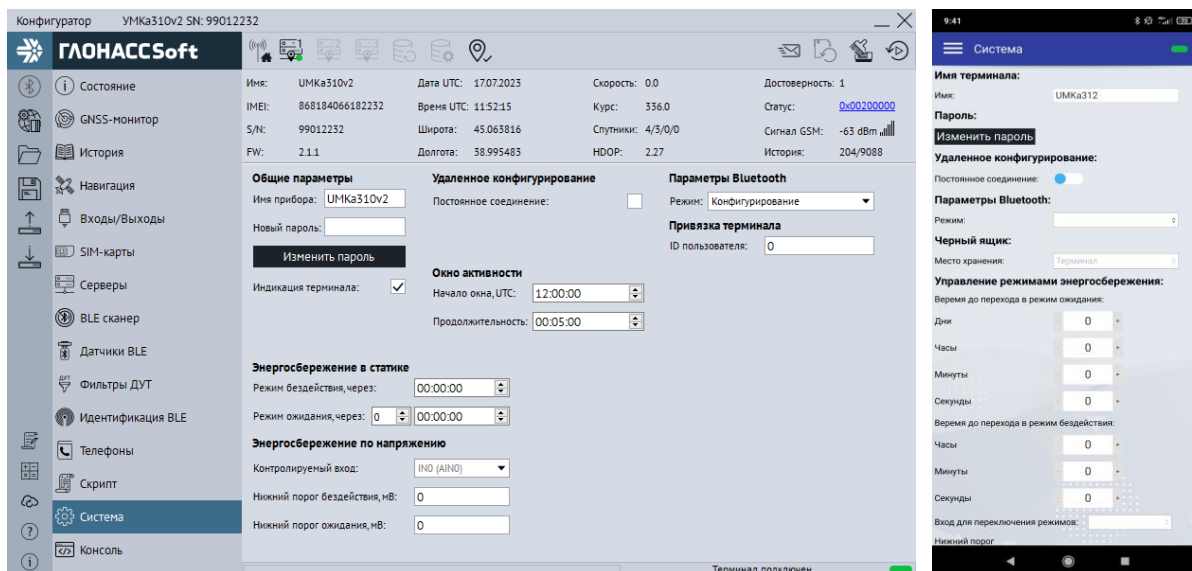 Конфигуратор УМКа310v2 SN: 99012232
ГЛОНАССSoft
Состояние
GNSS-монитор
История
Навигация
Входы/Выходы
SIM-карты
Серверы
BLE сканер
Датчики BLE
Фильтры ДУТ
Идентификация BLE
Телефоны
Скрипт
Система
Консоль
Имя: UMKa310v2 Дата UTC: 17.07.2023 Скорость: 0.0 Достоверность: 1
IMEI: 868184066182232 Время UTC: 11:52:15 Курс: 336.0 Статус: 0x00200000
S/N: 99012232 Широта: 45.063816 Спутники: 4/3/0/0 Сигнал GSM: -63 dBm
FW: 2.1.1 Долгота: 38.995483 HDOP: 2.27 История: 204/9088
Общие параметры
Имя прибора: UMKa310v2
Новый пароль:
Изменить пароль
Индикация терминала:
Удаленное конфигурирование
Постоянное соединение:
Окно активности
Начало окна, UTC: 12:00:00
Продолжительность: 00:05:00
Параметры Bluetooth
Режим: Конфигурирование
Привязка терминала
ID пользователя: 0
Энергосбережение в статике
Режим бездействия, через: 00:00:00
Режим ожидания, через: 0 00:00:00
Энергосбережение по напряжению
Контролируемый вход: IN0 (AIN0)
Нижний порог бездействия, мВ: 0
Нижний порог ожидания, мВ: 0
Терминал подключен
9:41
Система
Имя терминала:
Имя: UMKa312
Пароль:
Изменить пароль
Удаленное конфигурирование:
Постоянное соединение:
Параметры Bluetooth:
Режим:
Черный ящик:
Место хранения: Терминал
Управление режимами энергосбережения:
Веремя до перехода в режим ожидания:
Дни - 0 +
Часы - 0 +
Минуты - 0 +
Секунды - 0 +
Веремя до перехода в режим бездействия:
Часы - 0 +
Минуты - 0 +
Секунды - 0 +
Вход для переключения режимов:
Нижний порог